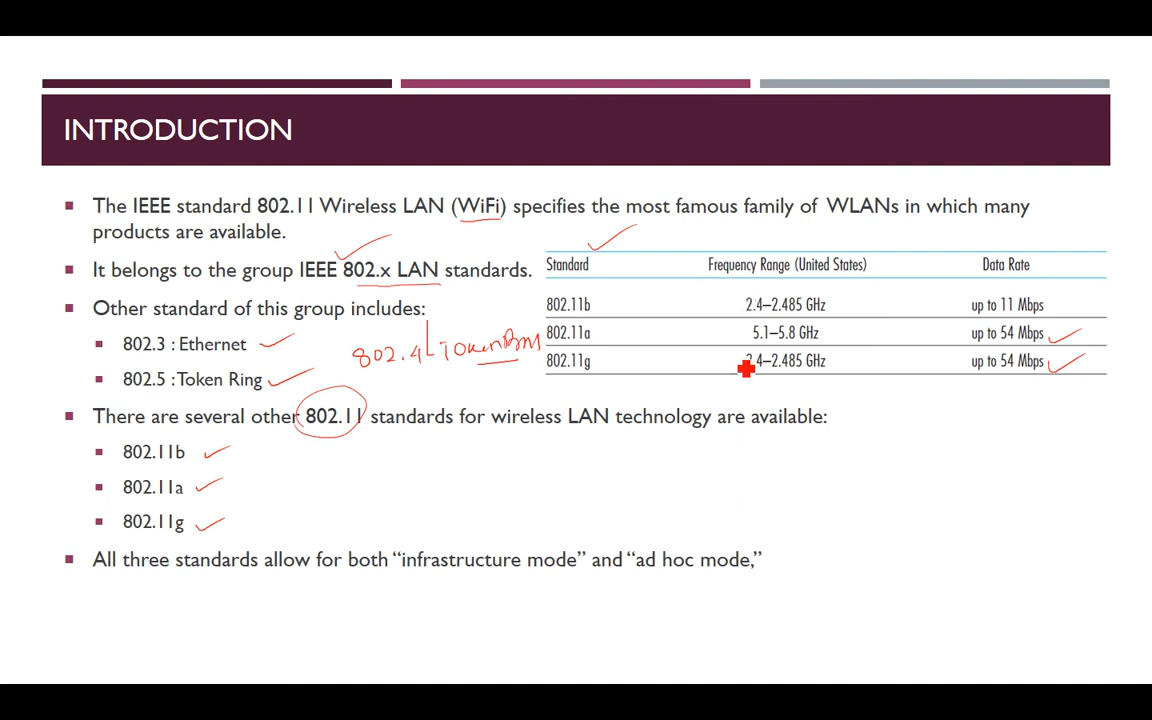 INTRODUCTION
The IEEE standard 802.11 Wireless LAN (WiFi) specifies the most famous family of WLANs in which many
products are available.
It belongs to the group IEEE 802.x LAN standards.
Other standard of this group includes:
802.3 : Ethernet
802.4 Token
802.5 : Token Ring
There are several other 802.11 standards for wireless LAN technology are available:
802.11b
802.11a
802.11g
All three standards allow for both “infrastructure mode” and “ad hoc mode,”
Standard Frequency Range (United States) Data Rate
802.11b 2.4–2.485 GHz up to 11 Mbps
802.11a 5.1–5.8 GHz up to 54 Mbps
802.11g 2.4–2.485 GHz up to 54 Mbps